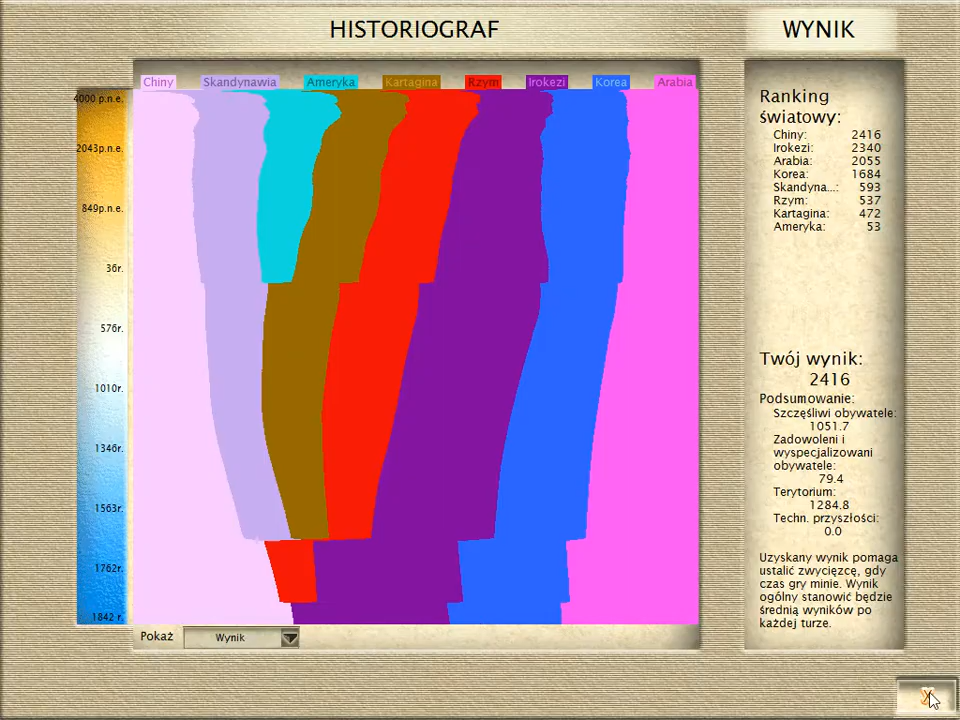 HISTORIOGRAF
WYNIK
Chiny Skandynawia Ameryka Kartagina Rzym Irokezi Korea Arabia
4000 p.n.e.
2043p.n.e.
849p.n.e.
36r.
576r.
1010r.
1346r.
1563r.
1762r.
1842 r.
Pokaż Wynik
Ranking
światowy:
Chiny: 2416
Irokezi: 2340
Arabia: 2055
Korea: 1684
Skandyna...: 593
Rzym: 537
Kartagina: 472
Ameryka: 53
Twój wynik:
2416
Podsumowanie:
Szczęśliwi obywatele:
1051.7
Zadowoleni i
wyspecjalizowani
obywatele:
79.4
Terytorium:
1284.8
Techn. przyszłości:
0.0
Uzyskany wynik pomaga
ustalić zwycięzcę, gdy
czas gry minie. Wynik
ogólny stanowić będzie
średnią wyników po
każdej turze.